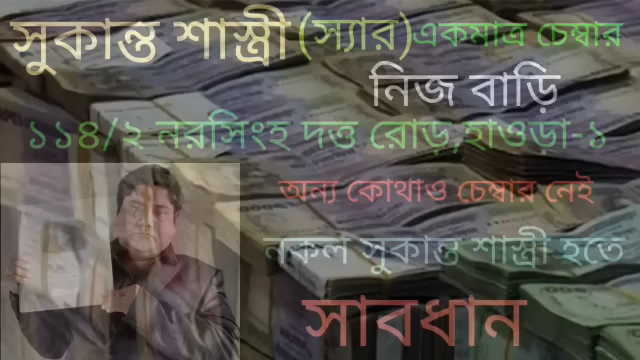 সুকান্ত শাস্ত্রী (স্যার) একমাত্র চেম্বার
নিজ বাড়ি
১১৪/২ নরসিংহ দত্ত রোড়,হাওড়া-১
অন্য কোথাও চেম্বার নেই
নকল সুকান্ত শাস্ত্রী হতে
সাবধান